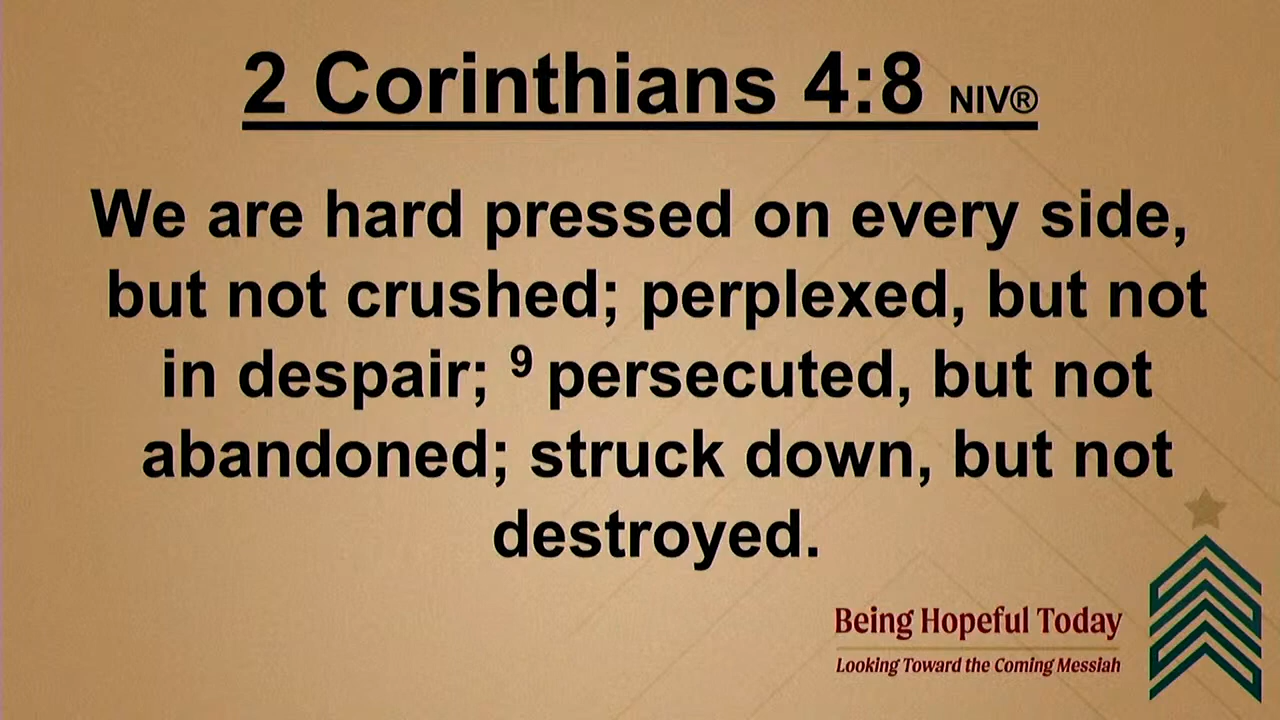 2 Corinthians 4:8 NIV®
We are hard pressed on every side,
but not crushed; perplexed, but not
in despair; 9 persecuted, but not
abandoned; struck down, but not
destroyed.
Being Hopeful Today
Looking Toward the Coming Messiah